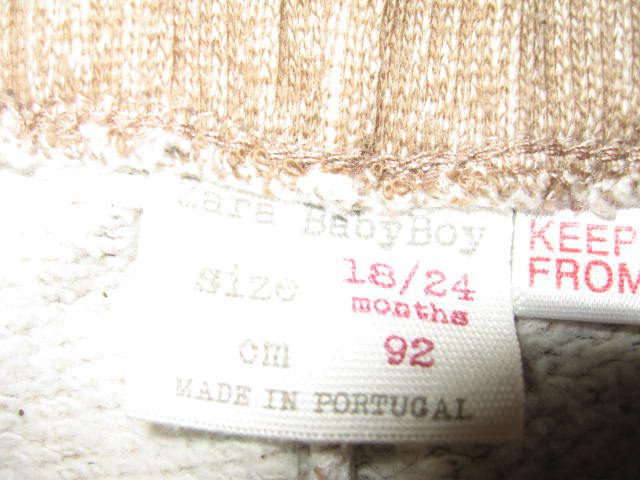 Zara BabyBoy
size 18/24
months
cm 92
MADE IN PORTUGAL
KEEP
FROM